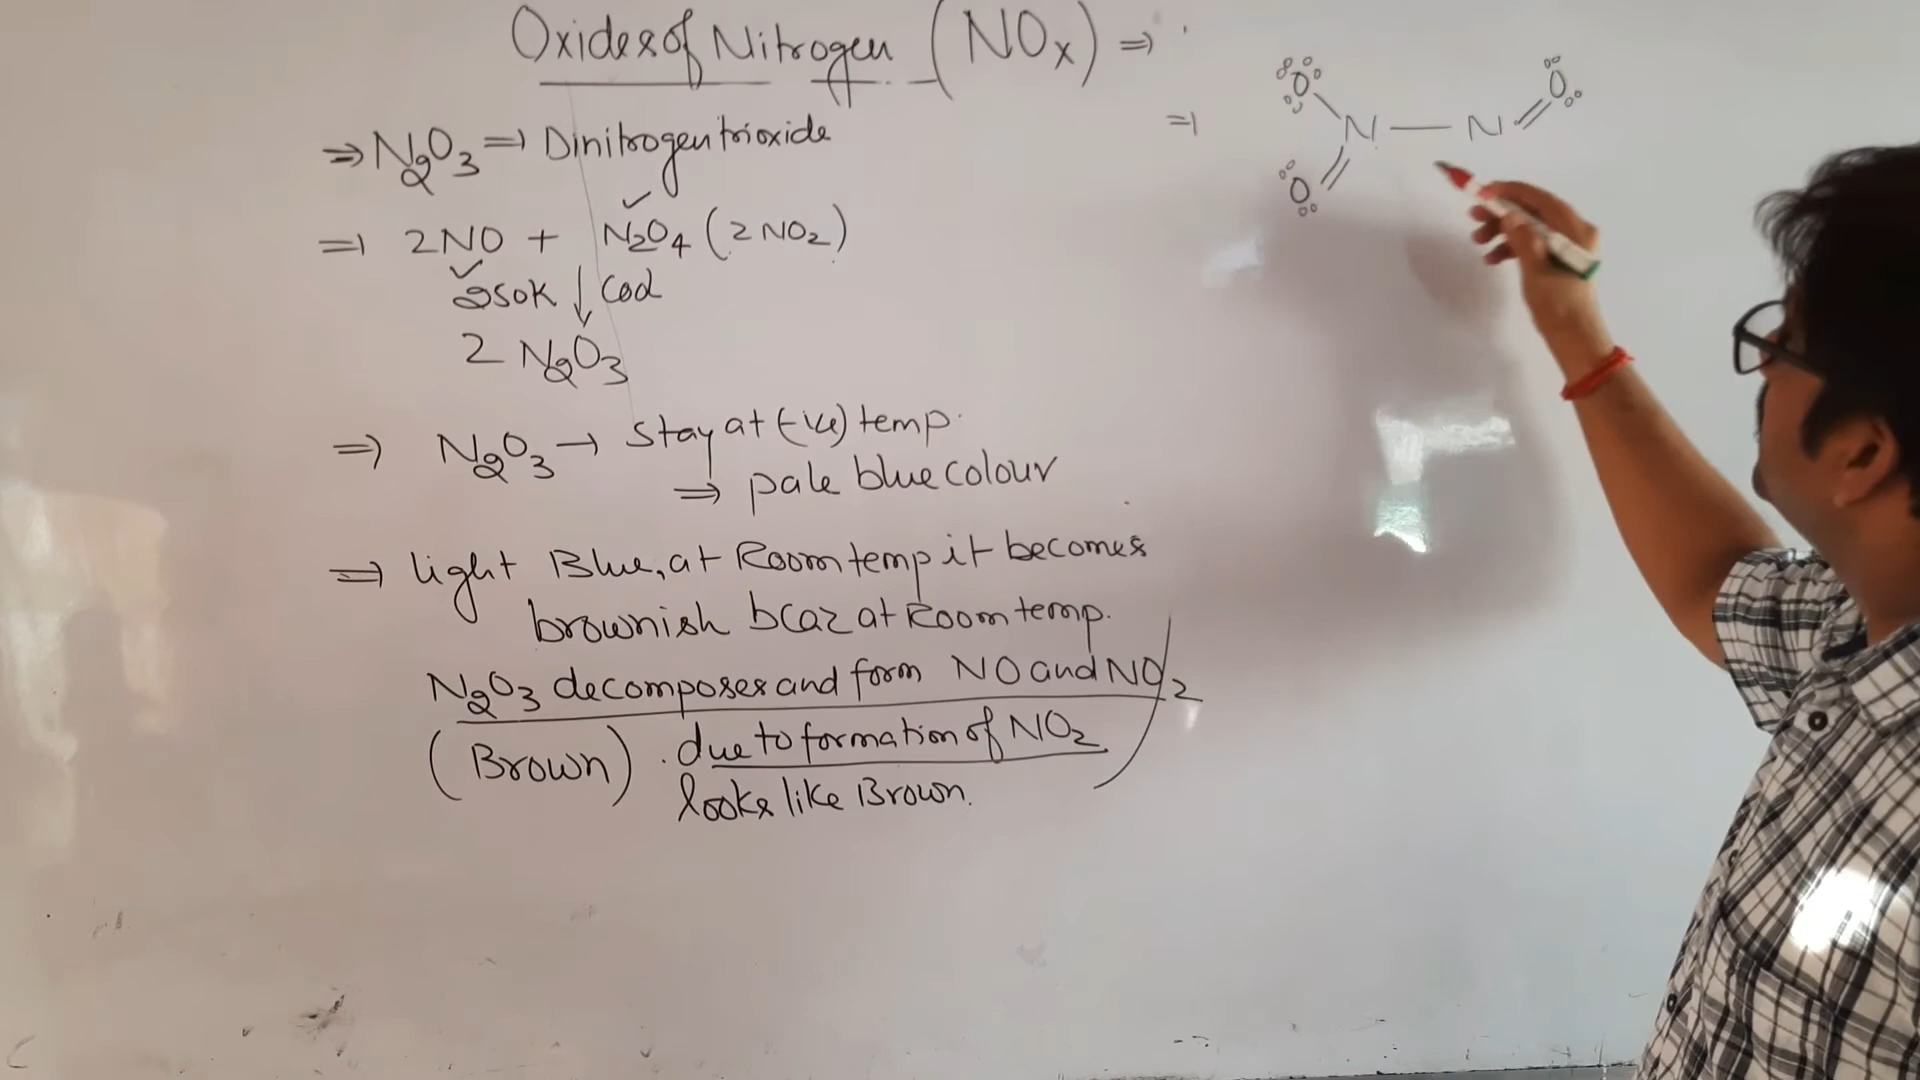 Oxides of Nitrogen (NOx) ⇒
⇒ N2O3 ⇒ Dinitrogen trioxide
⇒ 2NO + N2O4 (2NO2)
250K ↓ Cool
2 N2O3
⇒ N2O3 → Stay at (-ve) temp.
⇒ pale blue colour
⇒ light Blue, at Room temp it becomes
brownish bcaz at Room temp.
N2O3 decomposes and form NO and NO2
(Brown). due to formation of NO2
looks like Brown.
⇒ O N — N O
O